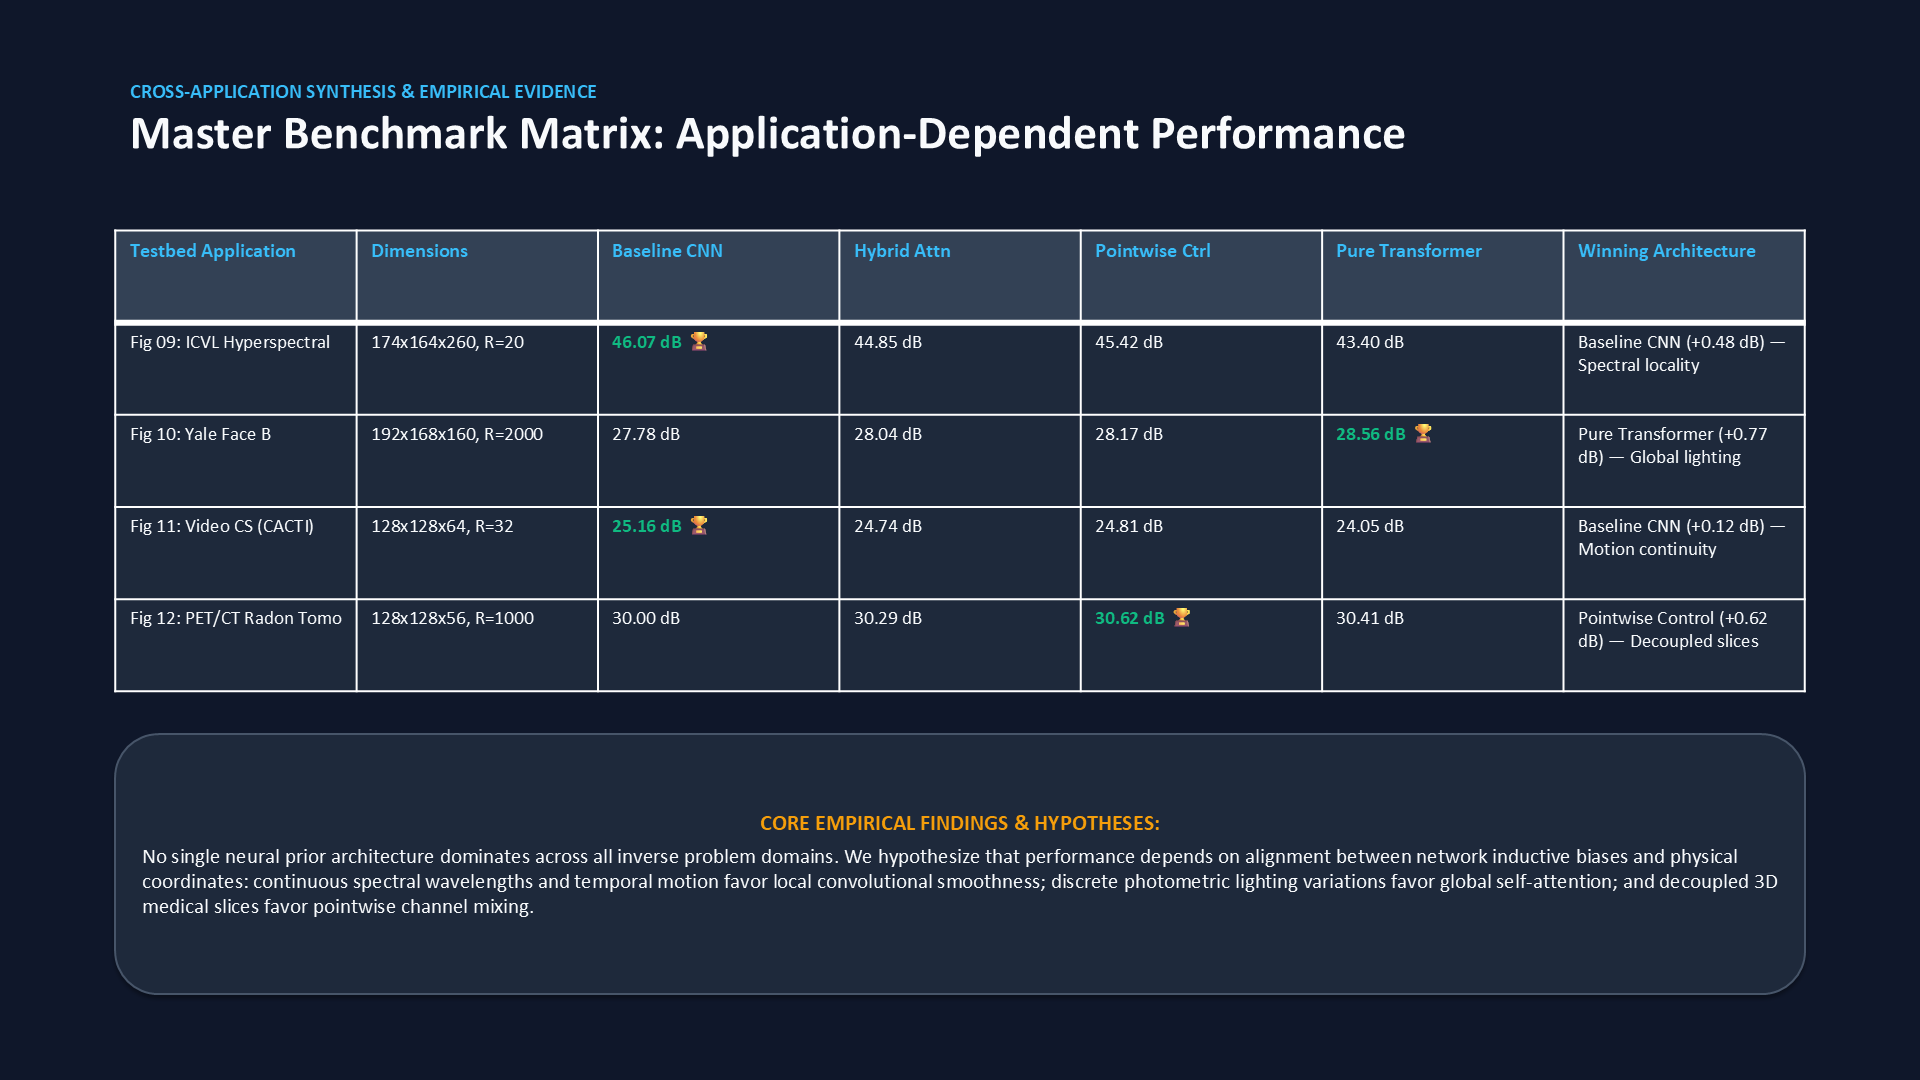 CROSS-APPLICATION SYNTHESIS & EMPIRICAL EVIDENCE
Master Benchmark Matrix: Application-Dependent Performance
Testbed Application Dimensions Baseline CNN Hybrid Attn Pointwise Ctrl Pure Transformer Winning Architecture
Fig 09: ICVL Hyperspectral 174x164x260, R=20 46.07 dB 🏆 44.85 dB 45.42 dB 43.40 dB Baseline CNN (+0.48 dB) —
Spectral locality
Fig 10: Yale Face B 192x168x160, R=2000 27.78 dB 28.04 dB 28.17 dB 28.56 dB 🏆 Pure Transformer (+0.77
dB) — Global lighting
Fig 11: Video CS (CACTI) 128x128x64, R=32 25.16 dB 🏆 24.74 dB 24.81 dB 24.05 dB Baseline CNN (+0.12 dB) —
Motion continuity
Fig 12: PET/CT Radon Tomo 128x128x56, R=1000 30.00 dB 30.29 dB 30.62 dB 🏆 30.41 dB Pointwise Control (+0.62
dB) — Decoupled slices
CORE EMPIRICAL FINDINGS & HYPOTHESES:
No single neural prior architecture dominates across all inverse problem domains. We hypothesize that performance depends on alignment between network inductive biases and physical
coordinates: continuous spectral wavelengths and temporal motion favor local convolutional smoothness; discrete photometric lighting variations favor global self-attention; and decoupled 3D
medical slices favor pointwise channel mixing.